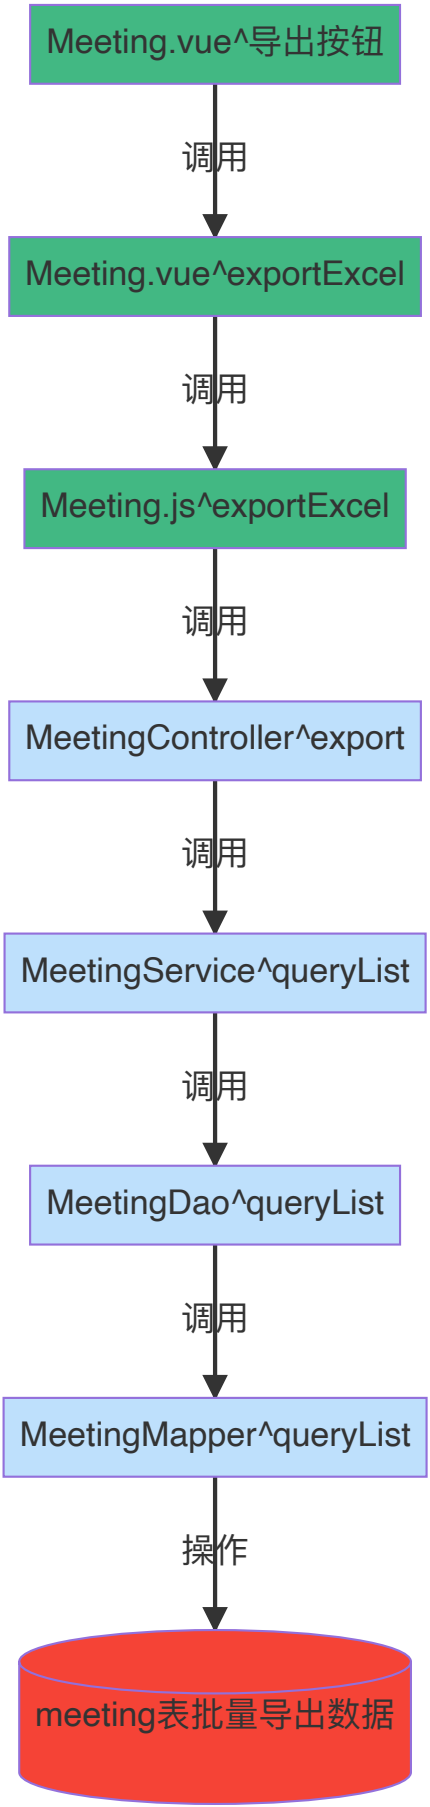 Meeting.vue^导出按钮
调用
Meeting.vue^exportExcel
调用
Meeting.js^exportExcel
调用
MeetingController^export
调用
MeetingService^queryList
调用
MeetingDao^queryList
调用
MeetingMapper^queryList
操作
meeting表批量导出数据